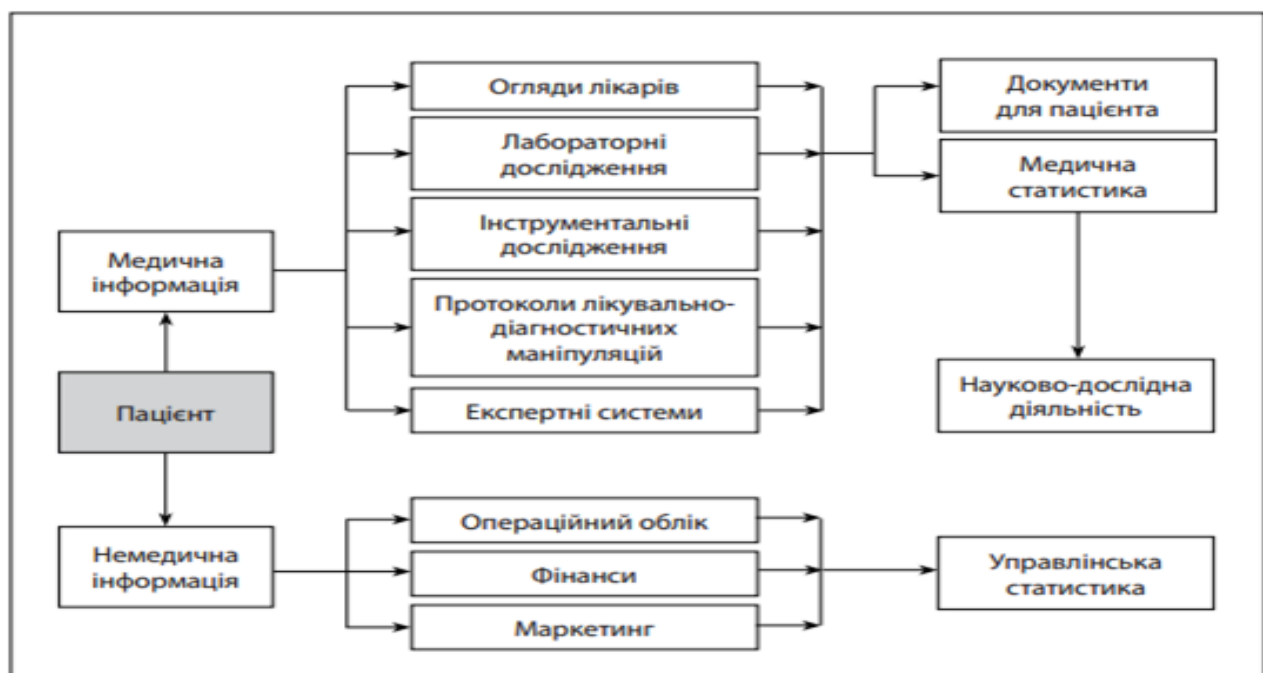 Огляди лікарів
Лабораторні
дослідження
Інструментальні
дослідження
Протоколи лікувально-
діагностичних
маніпуляцій
Експертні системи
Документи
для пацієнта
Медична
статистика
Науково-дослідна
діяльність
Медична
інформація
Пацієнт
Немедична
інформація
Операційний облік
Фінанси
Маркетинг
Управлінська
статистика